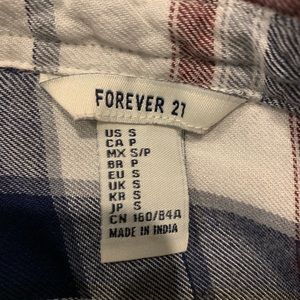 FOREVER 21
US S
CA P
MX S/P
BR P
EU S
UK S
KR S
JP S
CN 160/84A
MADE IN INDIA